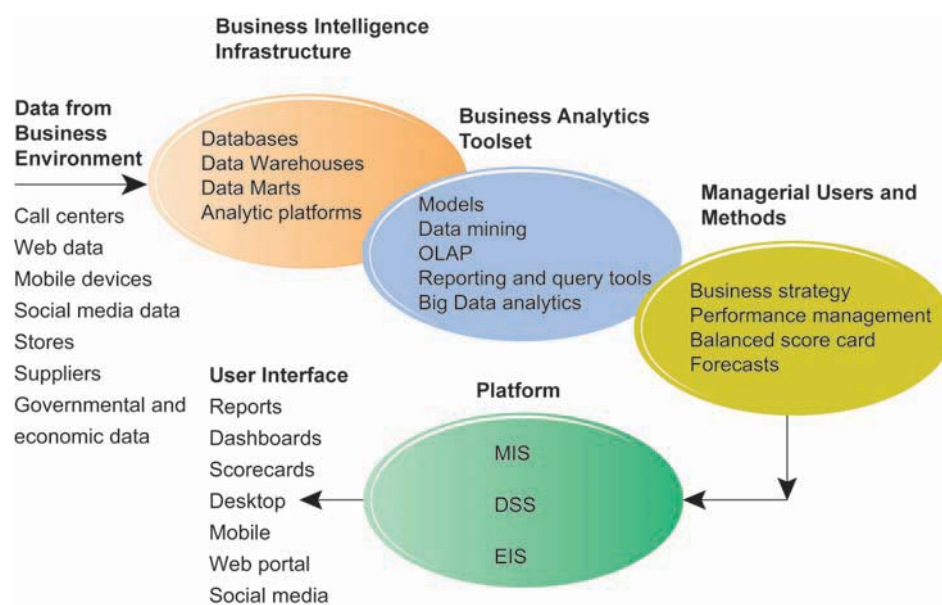 Business Intelligence
Infrastructure
Data from
Business
Environment
Databases
Data Warehouses
Data Marts
Analytic platforms
Business Analytics
Toolset
Call centers
Web data
Mobile devices
Social media data
Stores
Suppliers
Governmental and
economic data
Models
Data mining
OLAP
Reporting and query tools
Big Data analytics
Managerial Users and
Methods
Business strategy
Performance management
Balanced score card
Forecasts
Platform
MIS
DSS
EIS
User Interface
Reports
Dashboards
Scorecards
Desktop
Mobile
Web portal
Social media